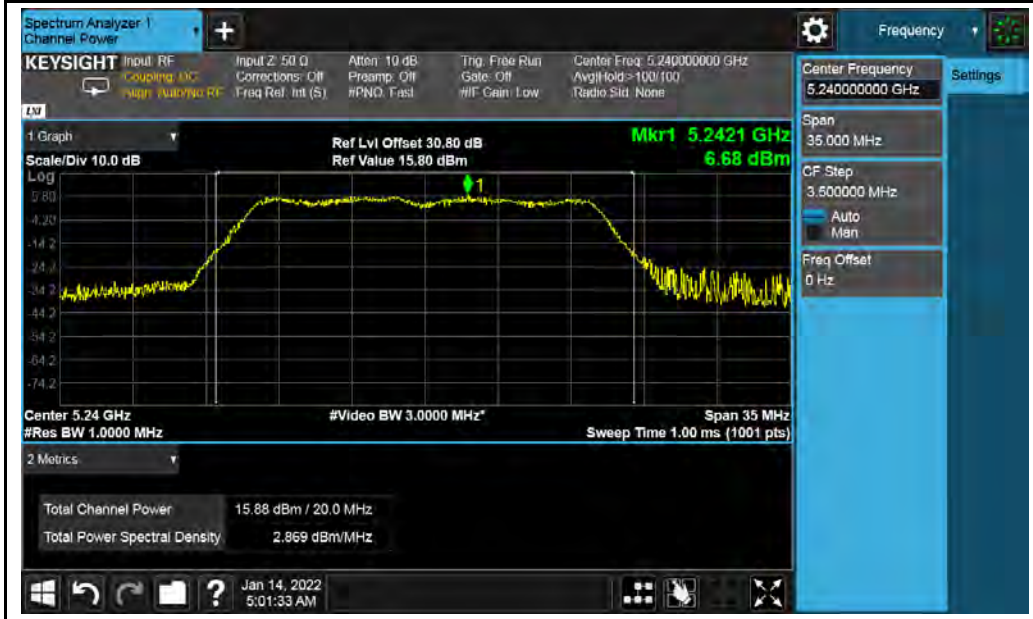 Spectrum Analyzer 1
Channel Power
+
Frequency
KEYSIGHT
Input: RF
Coupling: DC
Align: Auto/No RF
Input Z: 50 Ω
Corrections: Off
Freq Ref: Int (S)
Atten: 10 dB
Preamp: Off
#PNO: Fast
Trig: Free Run
Gate: Off
#IF Gain: Low
Center Freq: 5.240000000 GHz
Avg|Hold:>100/100
Radio Std: None
LXI
Center Frequency
5.240000000 GHz
Settings
Span
35.000 MHz
CF Step
3.500000 MHz
Auto
Man
Freq Offset
0 Hz
1 Graph
Scale/Div 10.0 dB
Ref Lvl Offset 30.80 dB
Ref Value 15.80 dBm
Mkr1 5.2421 GHz
6.68 dBm
Log
5.80
-4.20
-14.2
-24.2
-34.2
-44.2
-54.2
-64.2
-74.2
1
Center 5.24 GHz
#Res BW 1.0000 MHz
#Video BW 3.0000 MHz*
Span 35 MHz
Sweep Time 1.00 ms (1001 pts)
2 Metrics
Total Channel Power
15.88 dBm / 20.0 MHz
Total Power Spectral Density
2.869 dBm/MHz
?
Jan 14, 2022
5:01:33 AM